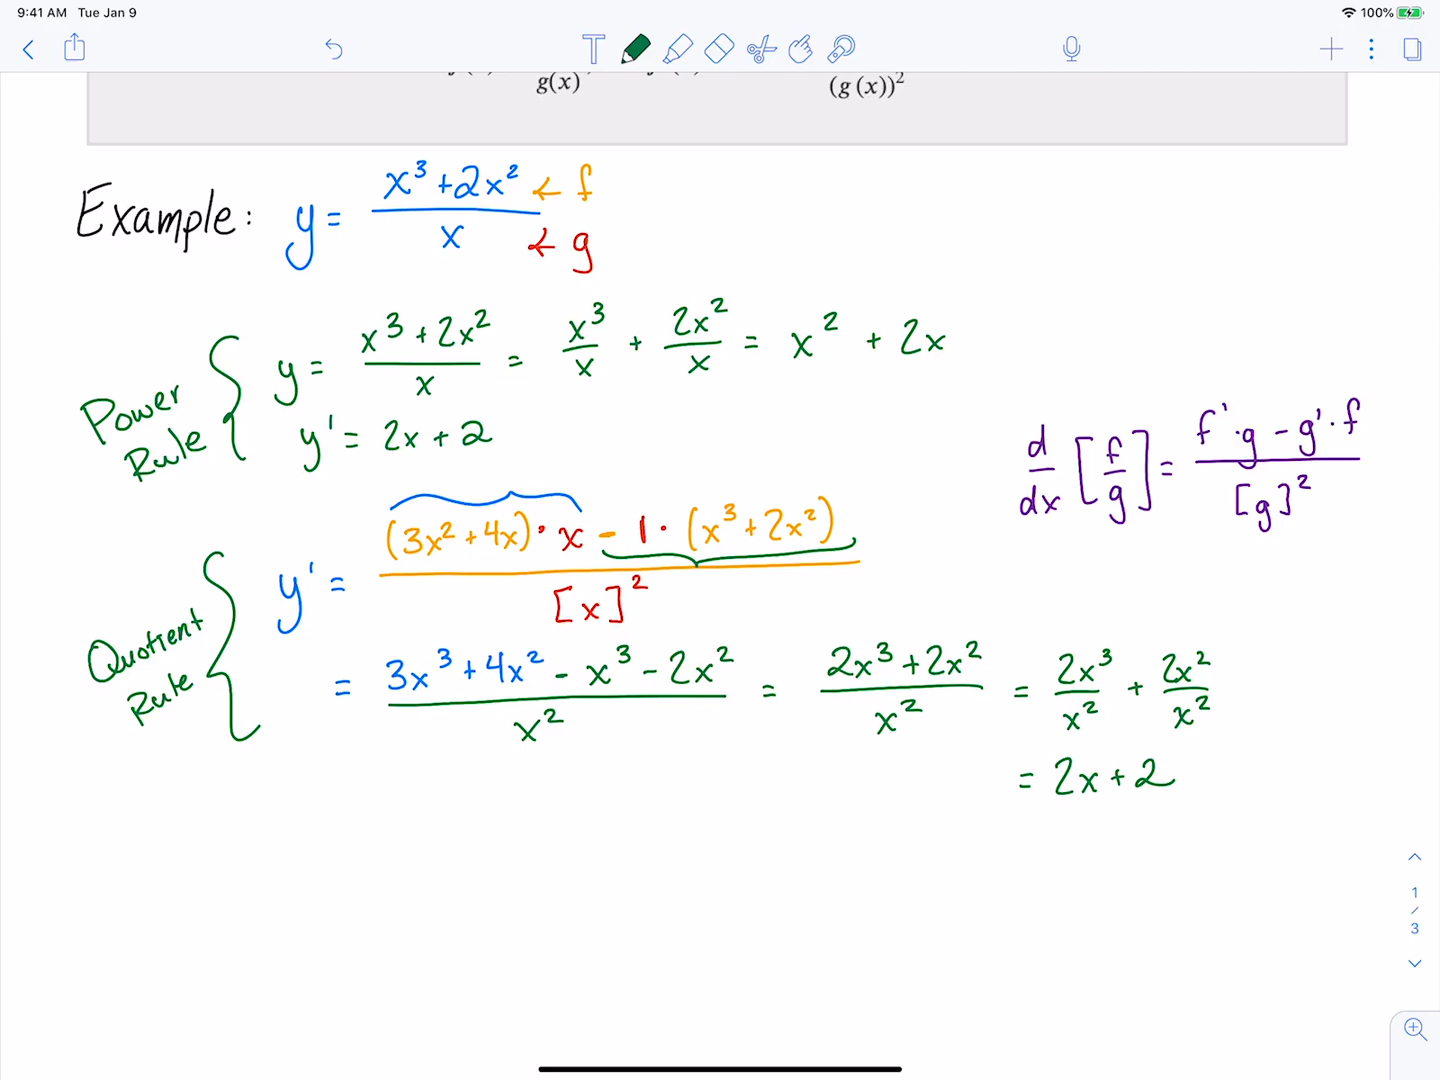 9:41 AM Tue Jan 9 100%
g(x) (g (x))²
Example: y = (x³ + 2x²)/x ← f ← g
Power Rule { y = (x³ + 2x²)/x = x³/x + 2x²/x = x² + 2x
y' = 2x + 2
d/dx [f/g] = (f'·g - g'·f)/[g]²
Quotient Rule { y' = ((3x² + 4x)·x - 1·(x³ + 2x²))/[x]²
= (3x³ + 4x² - x³ - 2x²)/x² = (2x³ + 2x²)/x² = 2x³/x² + 2x²/x²
= 2x + 2
1
/
3